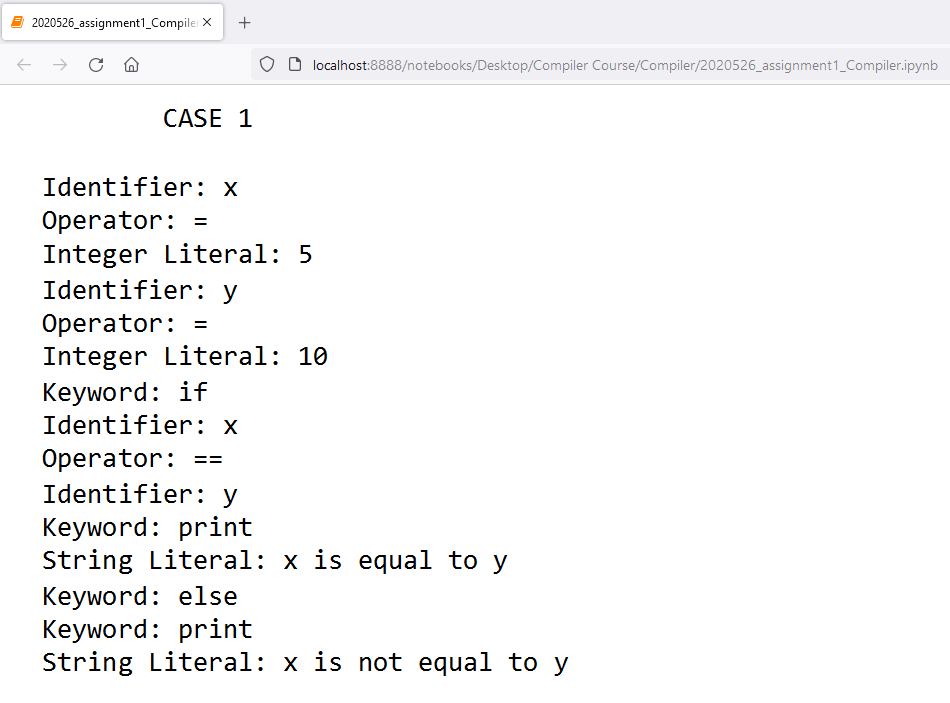 2020526_assignment1_Compiler
localhost:8888/notebooks/Desktop/Compiler Course/Compiler/2020526_assignment1_Compiler.ipynb
CASE 1
Identifier: x
Operator: =
Integer Literal: 5
Identifier: y
Operator: =
Integer Literal: 10
Keyword: if
Identifier: x
Operator: ==
Identifier: y
Keyword: print
String Literal: x is equal to y
Keyword: else
Keyword: print
String Literal: x is not equal to y